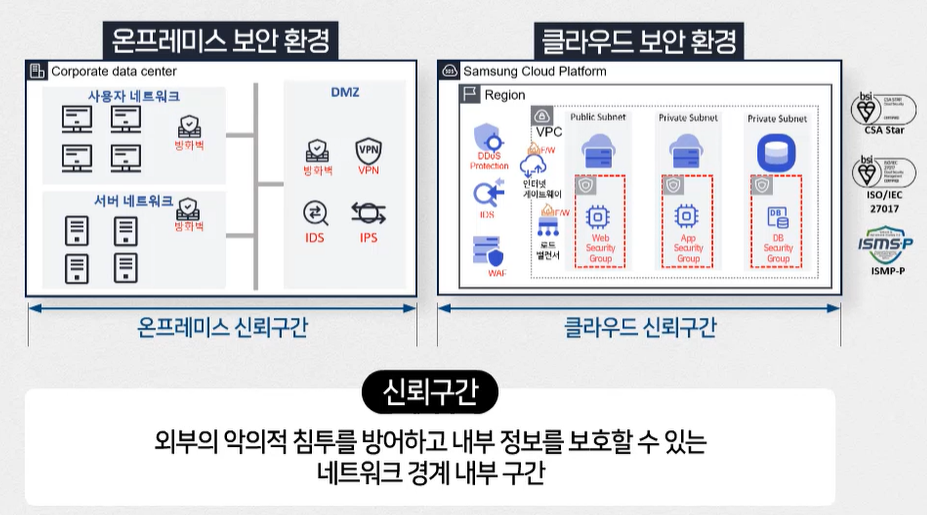 온프레미스 보안 환경
Corporate data center
사용자 네트워크
방화벽
서버 네트워크
방화벽
DMZ
방화벽
VPN
VPN
IDS
IPS
온프레미스 신뢰구간
클라우드 보안 환경
Samsung Cloud Platform
Region
DDoS
Protection
IDS
WAF
VPC
F/W
인터넷
게이트웨이
F/W
로드
밸런서
Public Subnet
Web
Security
Group
Private Subnet
App
Security
Group
Private Subnet
DB
DB
Security
Group
클라우드 신뢰구간
bsi
CSA Star
bsi
ISO/IEC
27017
ISMS-P
ISMP-P
신뢰구간
외부의 악의적 침투를 방어하고 내부 정보를 보호할 수 있는
네트워크 경계 내부 구간